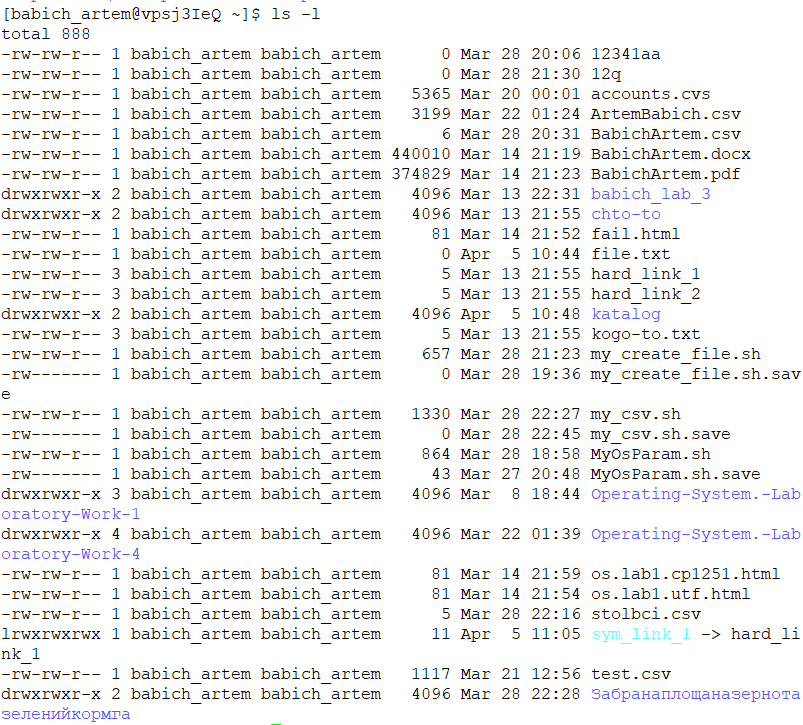 [babich_artem@vpsj3IeQ ~]$ ls -l
total 888
-rw-rw-r-- 1 babich_artem babich_artem      0 Mar 28 20:06 12341aa
-rw-rw-r-- 1 babich_artem babich_artem      0 Mar 28 21:30 12q
-rw-rw-r-- 1 babich_artem babich_artem   5365 Mar 20 00:01 accounts.cvs
-rw-rw-r-- 1 babich_artem babich_artem   3199 Mar 22 01:24 ArtemBabich.csv
-rw-rw-r-- 1 babich_artem babich_artem      6 Mar 28 20:31 BabichArtem.csv
-rw-rw-r-- 1 babich_artem babich_artem 440010 Mar 14 21:19 BabichArtem.docx
-rw-rw-r-- 1 babich_artem babich_artem 374829 Mar 14 21:23 BabichArtem.pdf
drwxrwxr-x 2 babich_artem babich_artem   4096 Mar 13 22:31 babich_lab_3
drwxrwxr-x 2 babich_artem babich_artem   4096 Mar 13 21:55 chto-to
-rw-rw-r-- 1 babich_artem babich_artem     81 Mar 14 21:52 fail.html
-rw-rw-r-- 1 babich_artem babich_artem      0 Apr  5 10:44 file.txt
-rw-rw-r-- 3 babich_artem babich_artem      5 Mar 13 21:55 hard_link_1
-rw-rw-r-- 3 babich_artem babich_artem      5 Mar 13 21:55 hard_link_2
drwxrwxr-x 2 babich_artem babich_artem   4096 Apr  5 10:48 katalog
-rw-rw-r-- 3 babich_artem babich_artem      5 Mar 13 21:55 kogo-to.txt
-rw-rw-r-- 1 babich_artem babich_artem    657 Mar 28 21:23 my_create_file.sh
-rw------- 1 babich_artem babich_artem      0 Mar 28 19:36 my_create_file.sh.sav
e
-rw-rw-r-- 1 babich_artem babich_artem   1330 Mar 28 22:27 my_csv.sh
-rw------- 1 babich_artem babich_artem      0 Mar 28 22:45 my_csv.sh.save
-rw-rw-r-- 1 babich_artem babich_artem    864 Mar 28 18:58 MyOsParam.sh
-rw------- 1 babich_artem babich_artem     43 Mar 27 20:48 MyOsParam.sh.save
drwxrwxr-x 3 babich_artem babich_artem   4096 Mar  8 18:44 Operating-System.-Lab
oratory-Work-1
drwxrwxr-x 4 babich_artem babich_artem   4096 Mar 22 01:39 Operating-System.-Lab
oratory-Work-4
-rw-rw-r-- 1 babich_artem babich_artem     81 Mar 14 21:59 os.lab1.cp1251.html
-rw-rw-r-- 1 babich_artem babich_artem     81 Mar 14 21:54 os.lab1.utf.html
-rw-rw-r-- 1 babich_artem babich_artem      5 Mar 28 22:16 stolbci.csv
lrwxrwxrwx 1 babich_artem babich_artem     11 Apr  5 11:05 sym_link_1 -> hard_li
nk_1
-rw-rw-r-- 1 babich_artem babich_artem   1117 Mar 21 12:56 test.csv
drwxrwxr-x 2 babich_artem babich_artem   4096 Mar 28 22:28 Забранаплощаназернота
зеленийкормга